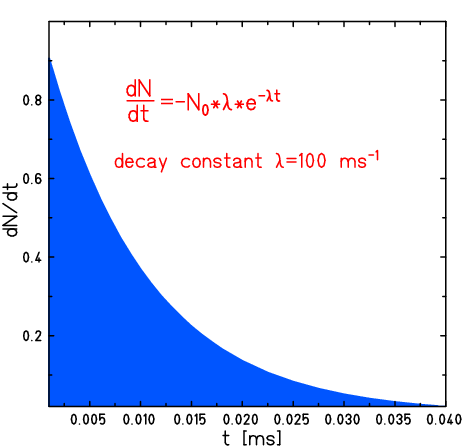 dN/dt =-N₀*λ*e^-λt
decay constant λ=100 ms⁻¹
dN/dt
0.8
0.6
0.4
0.2
0.005 0.010 0.015 0.020 0.025 0.030 0.035 0.040
t [ms]